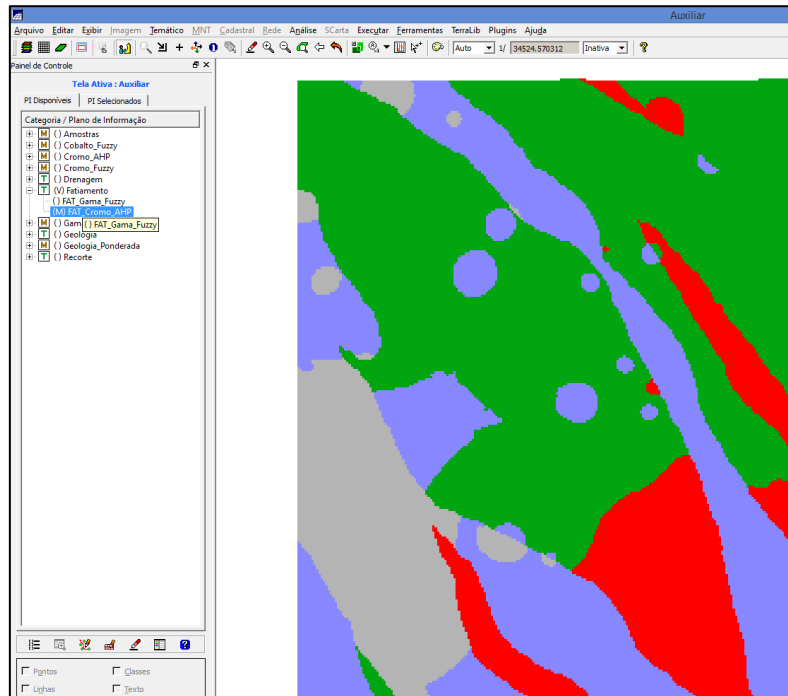 Auxiliar
Arquivo Editar Exibir Imagem Temático MNT Cadastral Rede Análise SCarta Executar Ferramentas TerraLib Plugins Ajuda
Auto 1/ 34524.570312 Inativa ?
Painel de Controle
Tela Ativa : Auxiliar
PI Disponíveis PI Selecionados
Categoria / Plano de Informação
M () Amostras
M () Cobalto_Fuzzy
M () Cromo_AHP
M () Cromo_Fuzzy
T () Drenagem
T (V) Fatiamento
() FAT_Gama_Fuzzy
(M) FAT_Cromo_AHP
M () Gam () FAT_Gama_Fuzzy
T () Geologia
M () Geologia_Ponderada
T () Recorte
Pontos Classes
Linhas Texto